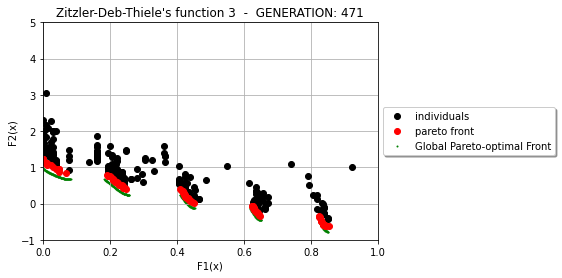 Zitzler-Deb-Thiele's function 3 - GENERATION: 471
5
4
3
2
1
0
−1
F2(x)
0.0 0.2 0.4 0.6 0.8 1.0
F1(x)
individuals
pareto front
Global Pareto-optimal Front